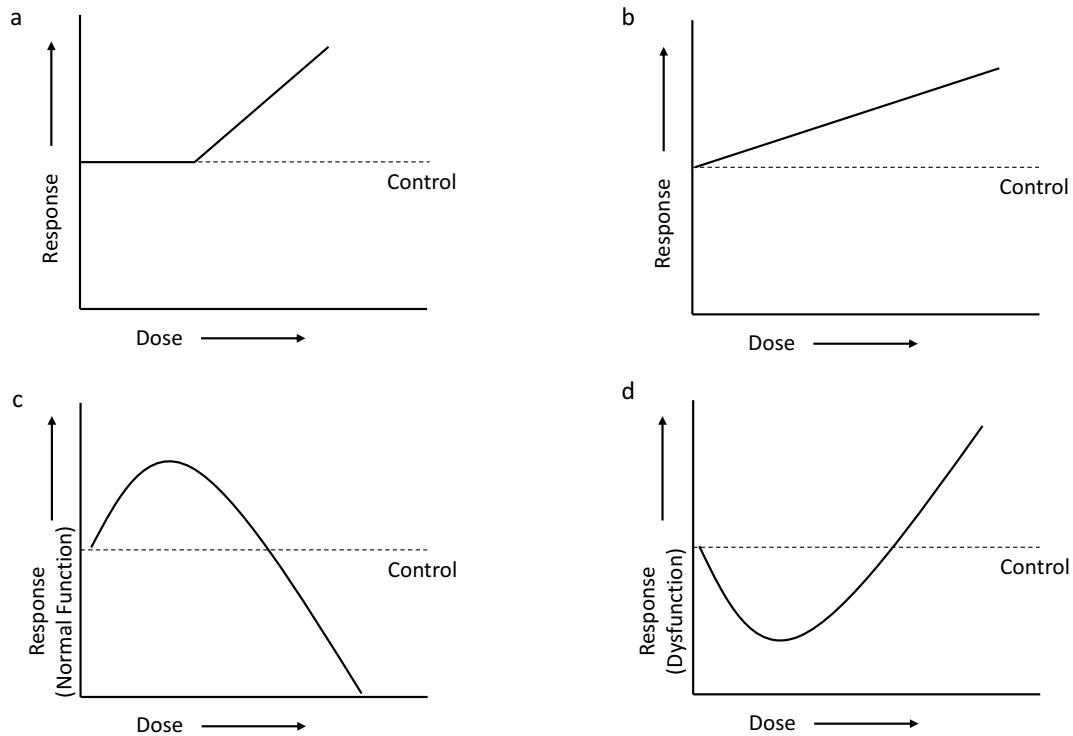 a
Response
Control
Dose
b
Response
Control
Dose
c
Response
(Normal Function)
Control
Dose
d
Response
(Dysfunction)
Control
Dose